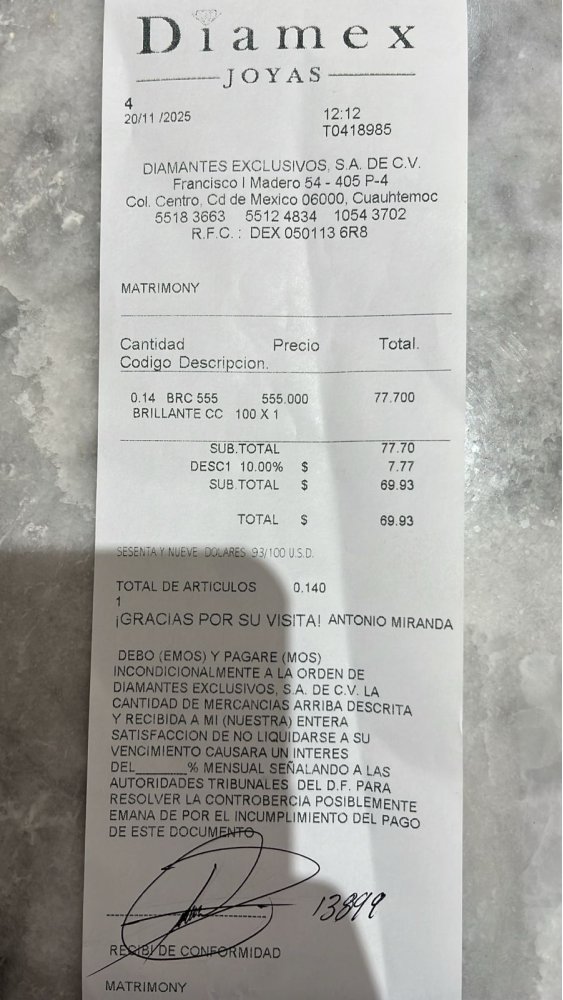 Diamex
JOYAS
4
20/11 /2025 12:12
T0418985
DIAMANTES EXCLUSIVOS, S.A. DE C.V.
Francisco I Madero 54 - 405 P-4
Col. Centro, Cd de Mexico 06000, Cuauhtemoc
5518 3663 5512 4834 1054 3702
R.F.C. : DEX 050113 6R8
MATRIMONY
Cantidad Precio Total.
Codigo Descripcion.
0.14 BRC 555 555.000 77.700
BRILLANTE CC 100 X 1
SUB.TOTAL 77.70
DESC1 10.00% $ 7.77
SUB.TOTAL $ 69.93
TOTAL $ 69.93
SESENTA Y NUEVE DOLARES 93/100 U.S.D.
TOTAL DE ARTICULOS 0.140
1
¡GRACIAS POR SU VISITA! ANTONIO MIRANDA
DEBO (EMOS) Y PAGARE (MOS)
INCONDICIONALMENTE A LA ORDEN DE
DIAMANTES EXCLUSIVOS, S.A. DE C.V. LA
CANTIDAD DE MERCANCIAS ARRIBA DESCRITA
Y RECIBIDA A MI (NUESTRA) ENTERA
SATISFACCION DE NO LIQUIDARSE A SU
VENCIMIENTO CAUSARA UN INTERES
DEL_______% MENSUAL SEÑALANDO A LAS
AUTORIDADES TRIBUNALES DEL D.F. PARA
RESOLVER LA CONTROBERCIA POSIBLEMENTE
EMANA DE POR EL INCUMPLIMIENTO DEL PAGO
DE ESTE DOCUMENTO
13899
RECIBI DE CONFORMIDAD
MATRIMONY